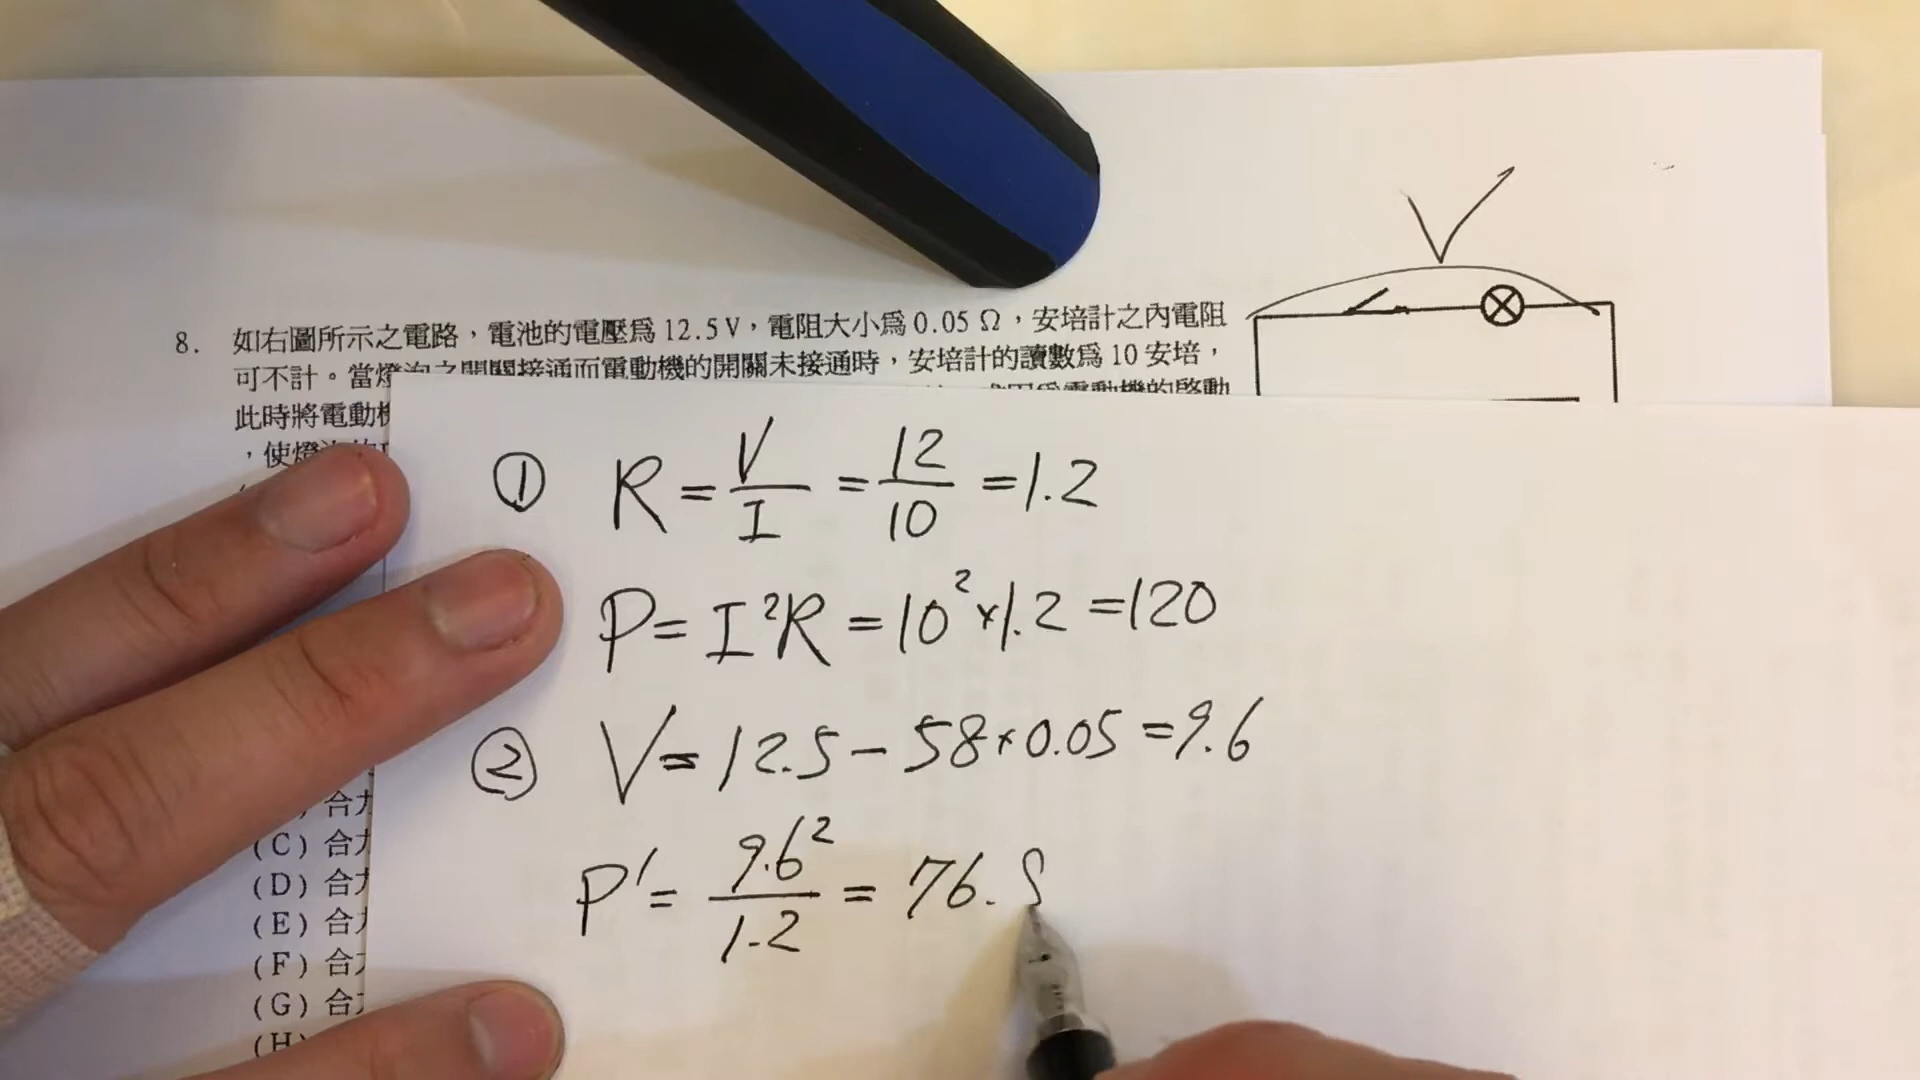 V
8. 如右圖所示之電路，電池的電壓爲 12.5 V，電阻大小爲 0.05 Ω，安培計之內電阻
可不計。當燈泡之開關接通而電動機的開關未接通時，安培計的讀數爲 10 安培，
此時將電動機
，使燈
① R = V/I = 12/10 = 1.2
P = I²R = 10² × 1.2 = 120
② V = 12.5 - 58 × 0.05 = 9.6
P' = 9.6²/1.2 = 76.
合
(C) 合
(D) 合
(E) 合
(F) 合
(G) 合
(H)